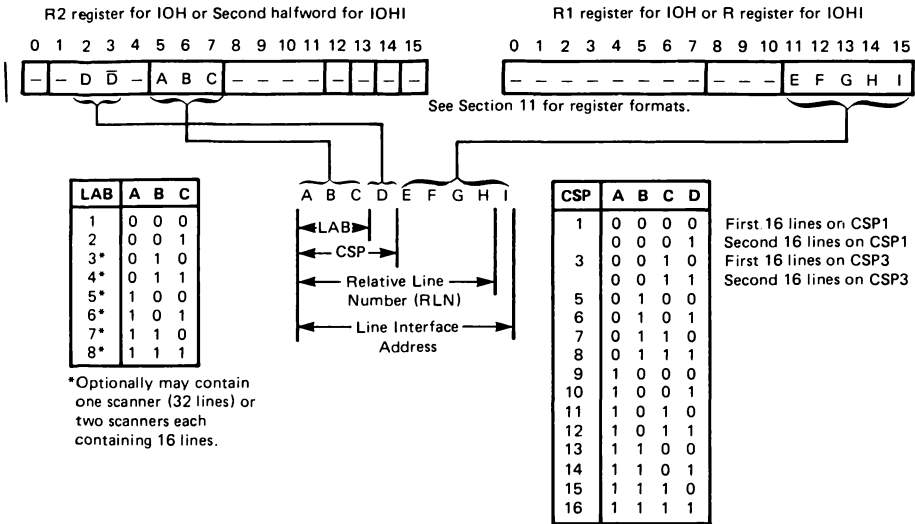 R2 register for IOH or Second halfword for IOHI
R1 register for IOH or R register for IOHI
0 1 2 3 4 5 6 7 8 9 10 11 12 13 14 15
0 1 2 3 4 5 6 7 8 9 10 11 12 13 14 15
– – D D̅ – A B C – – – – – – – –
– – – – – – – – – – – E F G H I
See Section 11 for register formats.
A B C D E F G H I
LAB
CSP
Relative Line
Number (RLN)
Line Interface
Address
LAB A B C
1 0 0 0
2 0 0 1
3* 0 1 0
4* 0 1 1
5* 1 0 0
6* 1 0 1
7* 1 1 0
8* 1 1 1
*Optionally may contain
one scanner (32 lines) or
two scanners each
containing 16 lines.
CSP A B C D
1 0 0 0 0 First 16 lines on CSP1
0 0 0 1 Second 16 lines on CSP1
3 0 0 1 0 First 16 lines on CSP3
0 0 1 1 Second 16 lines on CSP3
5 0 1 0 0
6 0 1 0 1
7 0 1 1 0
8 0 1 1 1
9 1 0 0 0
10 1 0 0 1
11 1 0 1 0
12 1 0 1 1
13 1 1 0 0
14 1 1 0 1
15 1 1 1 0
16 1 1 1 1